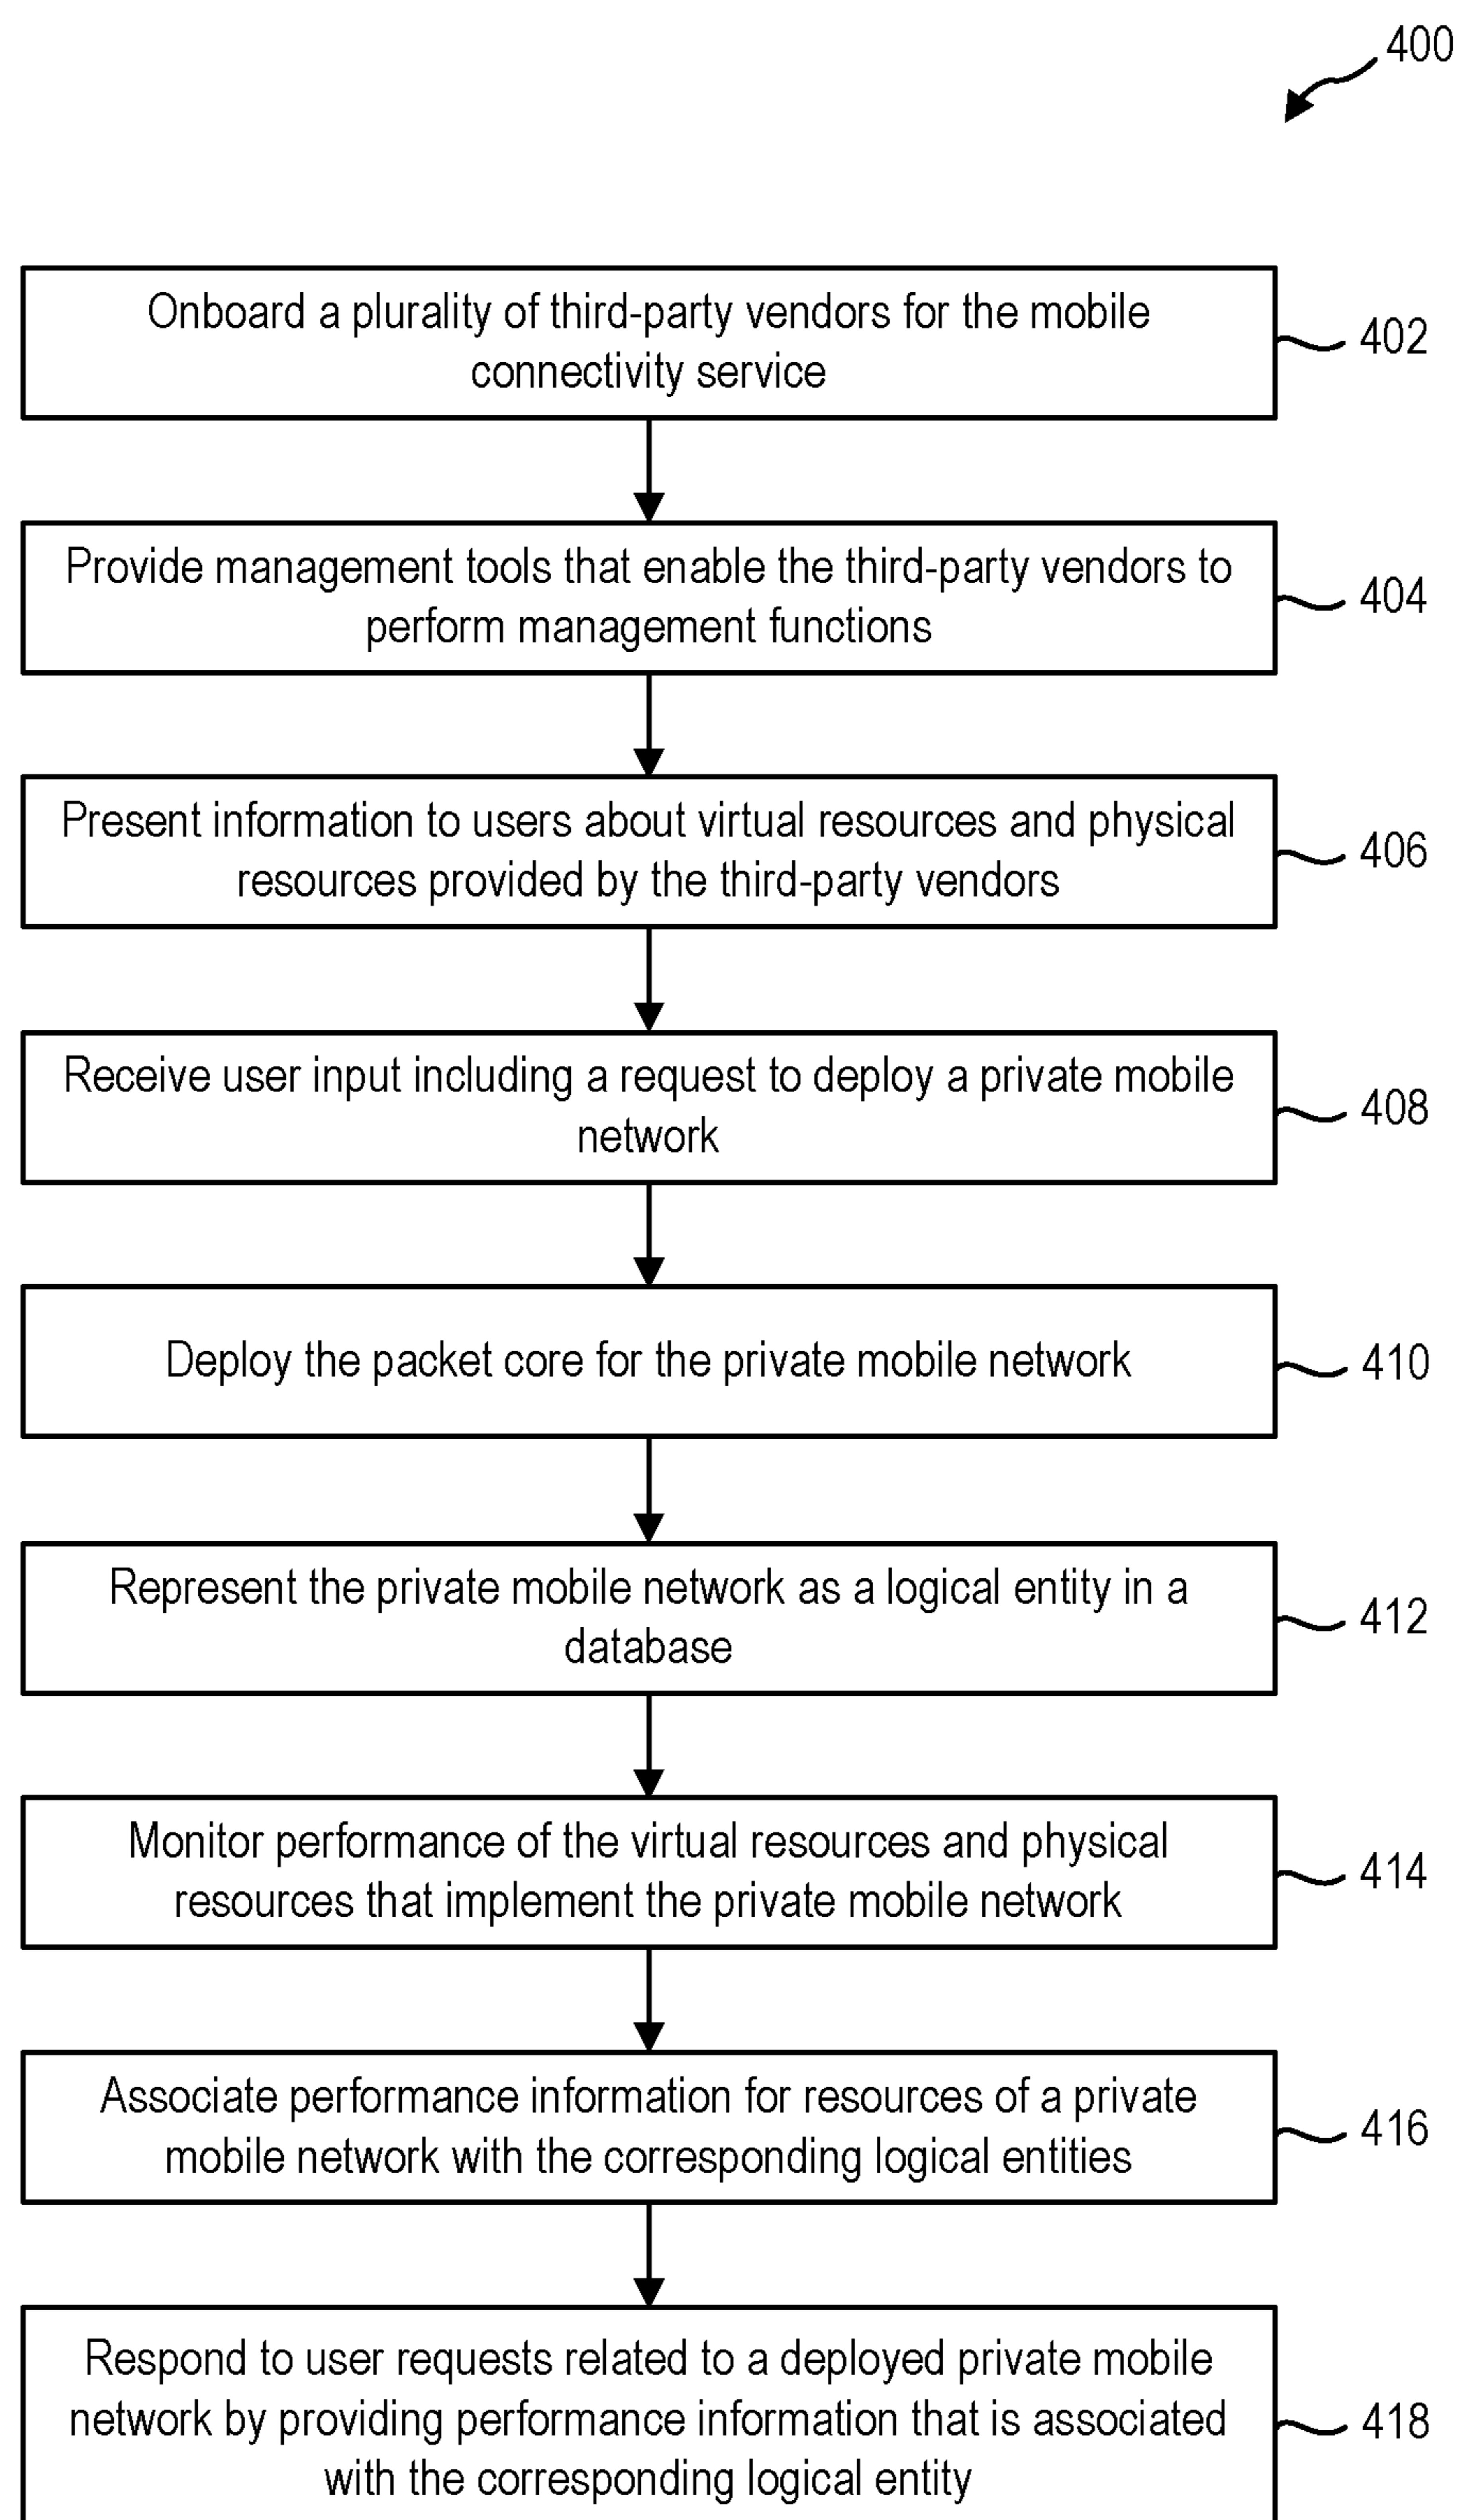 400
Onboard a plurality of third-party vendors for the mobile
connectivity service
402
Provide management tools that enable the third-party vendors to
perform management functions
404
Present information to users about virtual resources and physical
resources provided by the third-party vendors
406
Receive user input including a request to deploy a private mobile
network
408
Deploy the packet core for the private mobile network
410
Represent the private mobile network as a logical entity in a
database
412
Monitor performance of the virtual resources and physical
resources that implement the private mobile network
414
Associate performance information for resources of a private
mobile network with the corresponding logical entities
416
Respond to user requests related to a deployed private mobile
network by providing performance information that is associated
with the corresponding logical entity
418